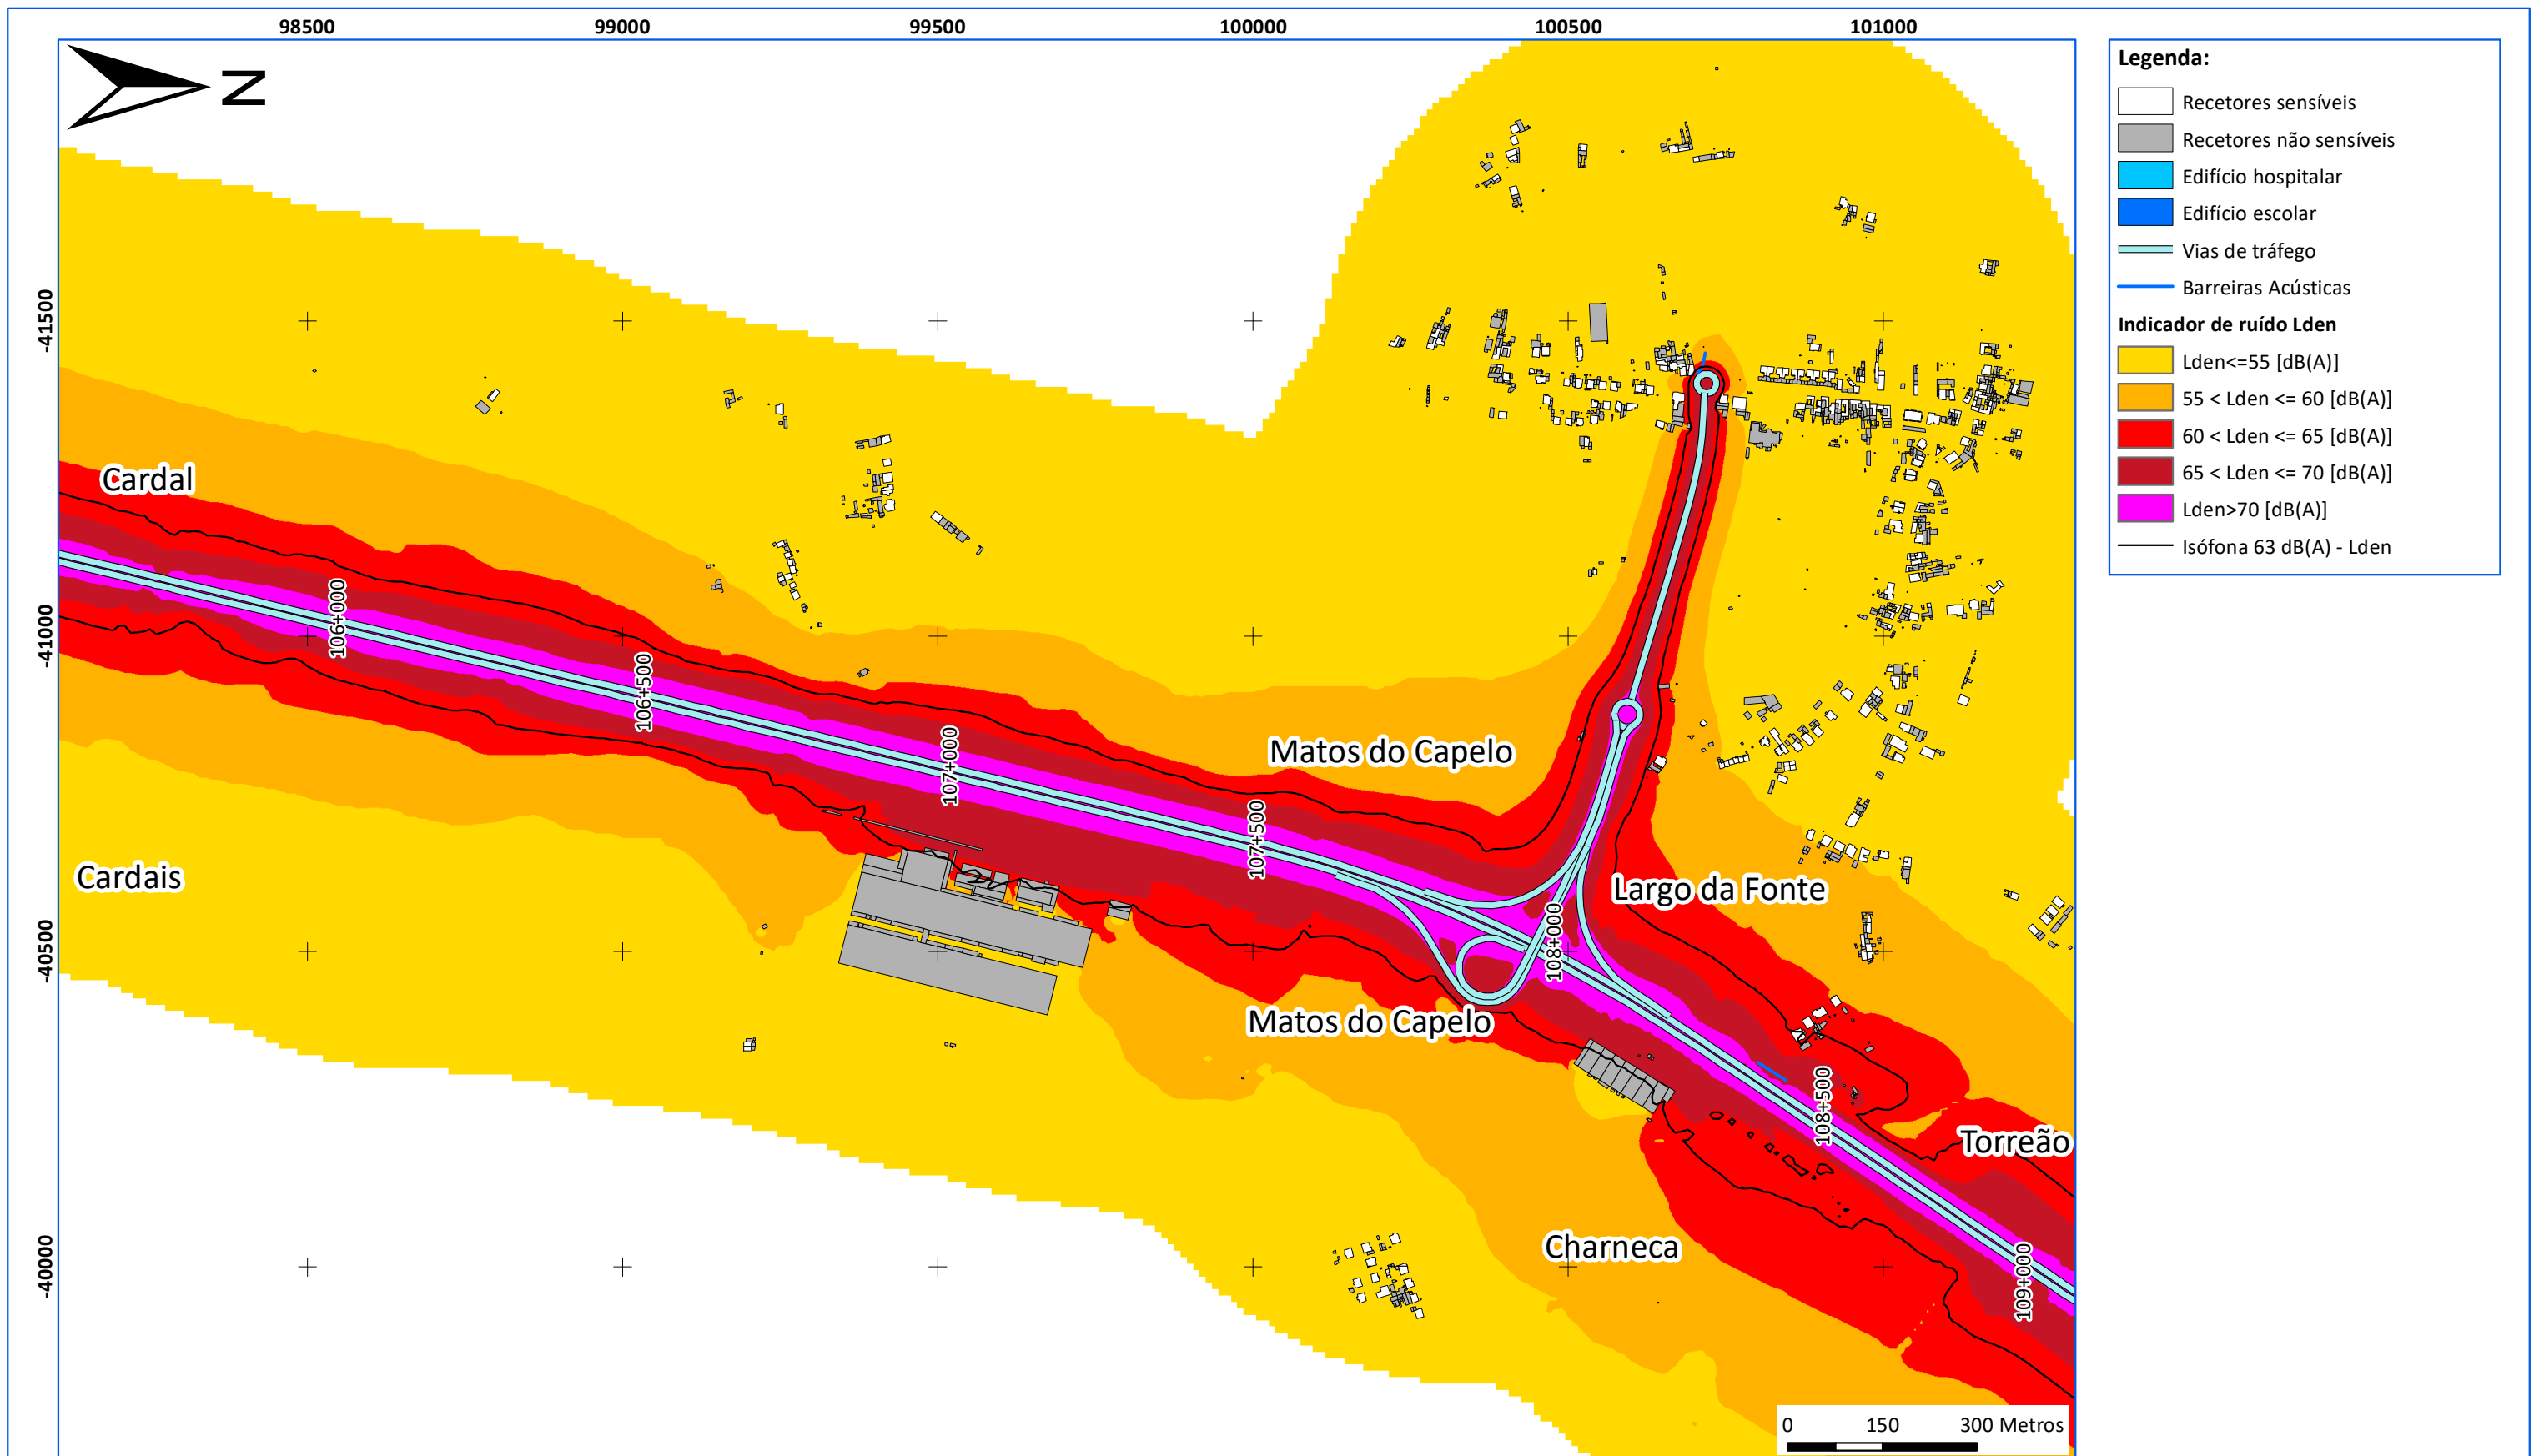 98500
99000
99500
100000
100500
101000
N
-41500
-41000
-40500
-40000
Cardal
106+000
106+500
107+000
Matos do Capelo
107+500
Cardais
Largo da Fonte
108+000
Matos do Capelo
108+500
Torreão
Charneca
109+000
0 150 300 Metros
Legenda:
Recetores sensíveis
Recetores não sensíveis
Edifício hospitalar
Edifício escolar
Vias de tráfego
Barreiras Acústicas
Indicador de ruído Lden
Lden<=55 [dB(A)]
55 < Lden <= 60 [dB(A)]
60 < Lden <= 65 [dB(A)]
65 < Lden <= 70 [dB(A)]
Lden>70 [dB(A)]
Isófona 63 dB(A) - Lden